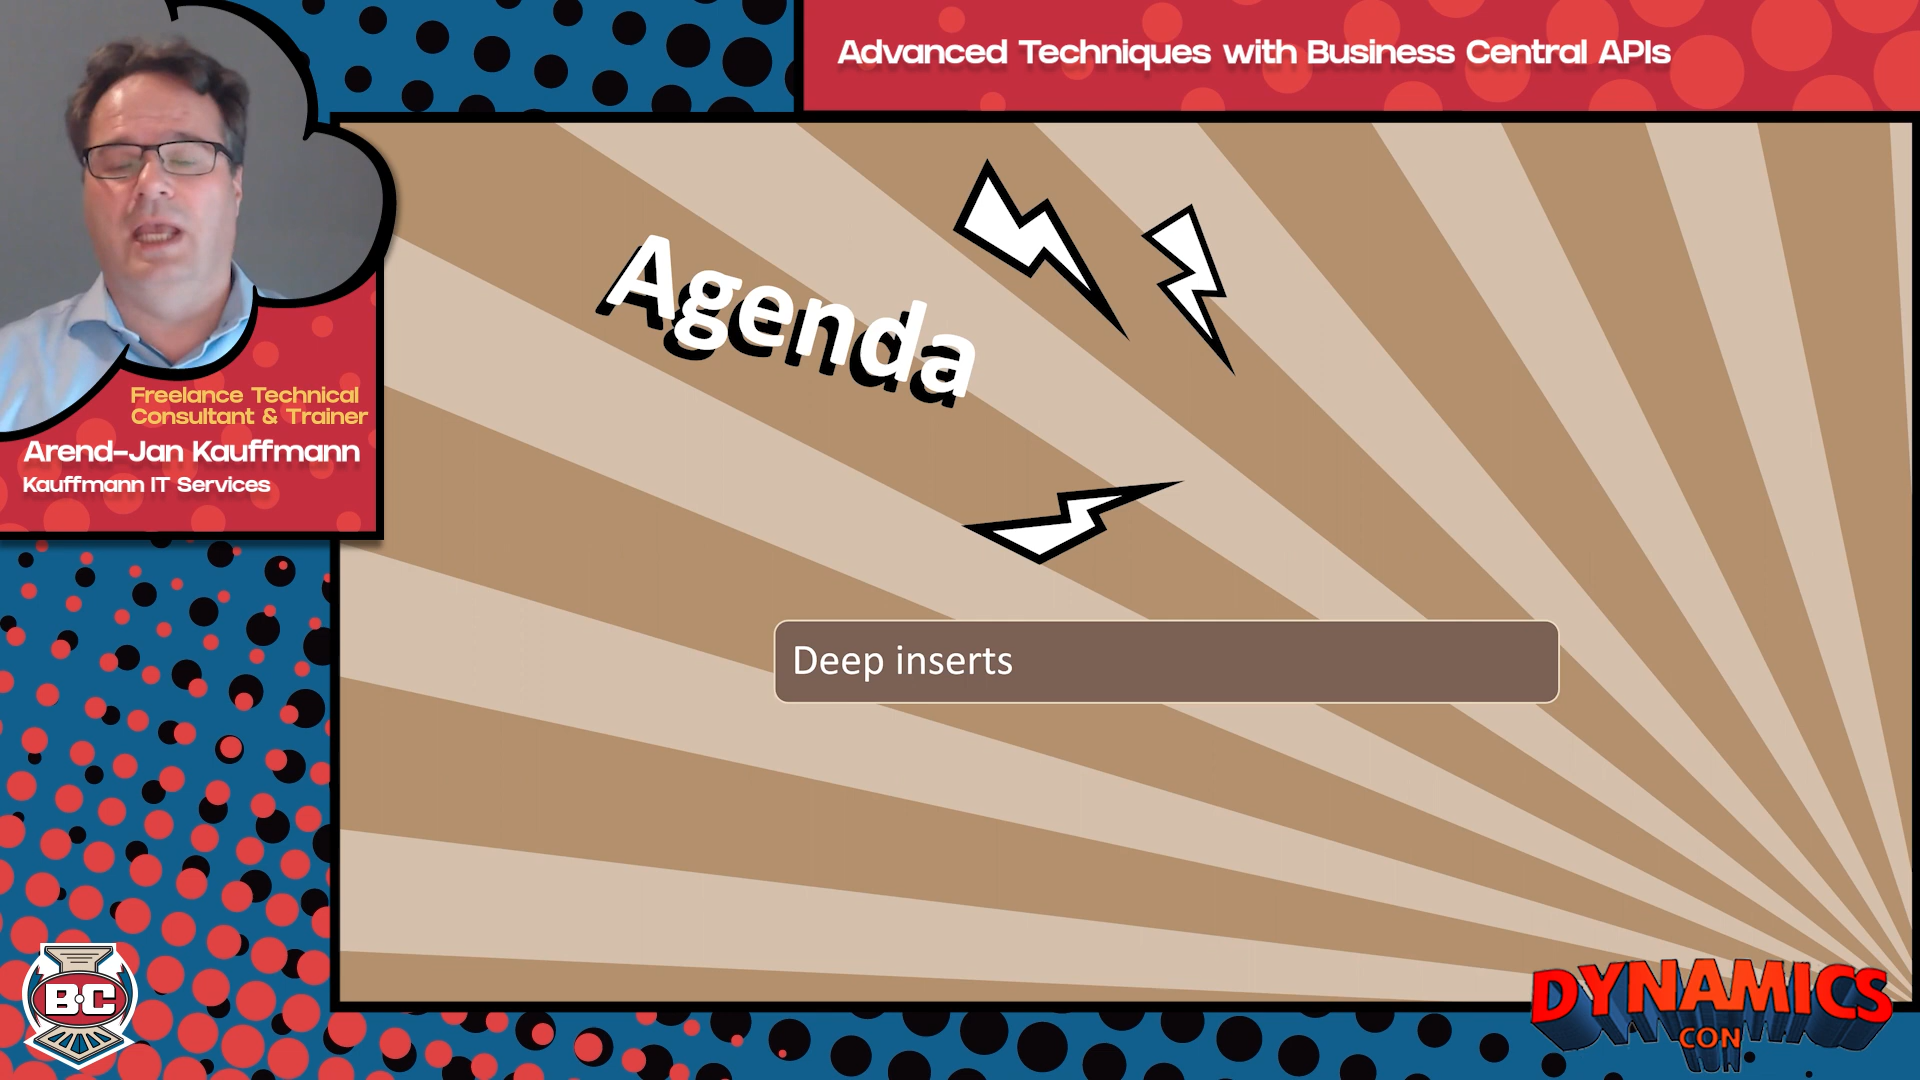 Advanced Techniques with Business Central APIs
Agenda
Freelance Technical
Consultant & Trainer
Arend-Jan Kauffmann
Kauffmann IT Services
Deep inserts
B·C
DYNAMICS
CON